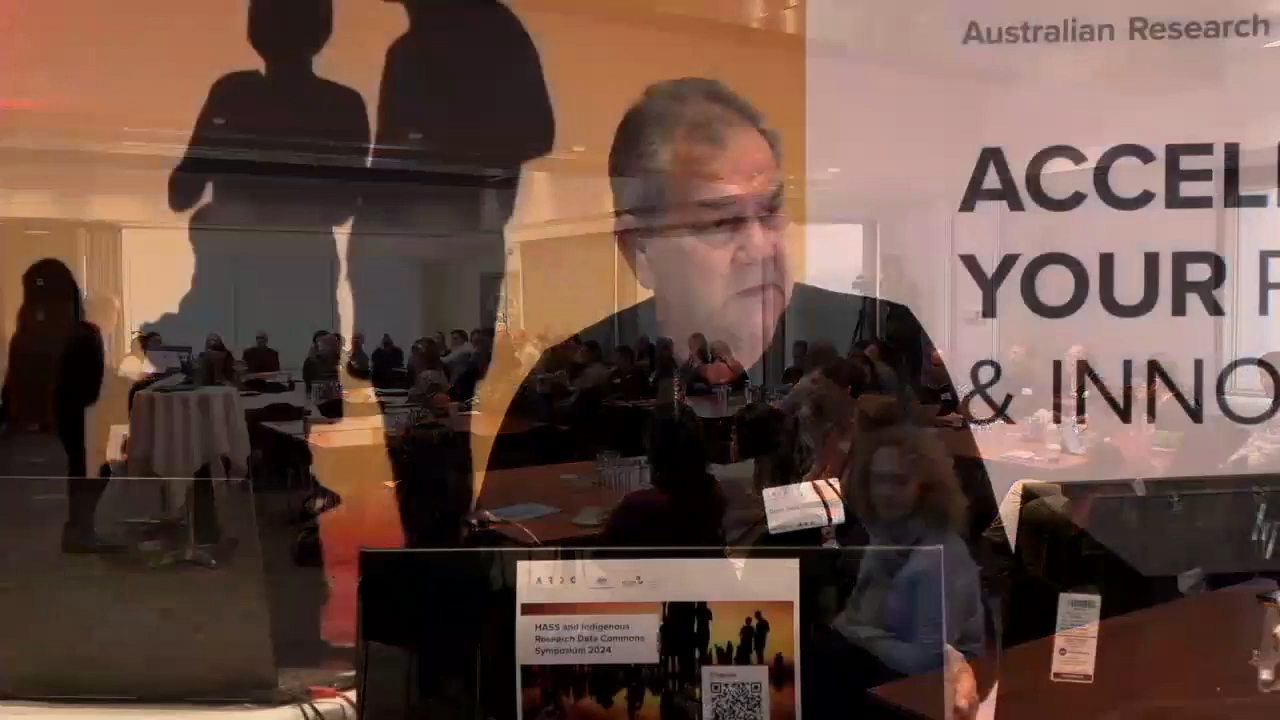 Australian Research
ACCEL
YOUR
& INNO
ARDC
HASS and Indigenous
Research Data Commons
Symposium 2024